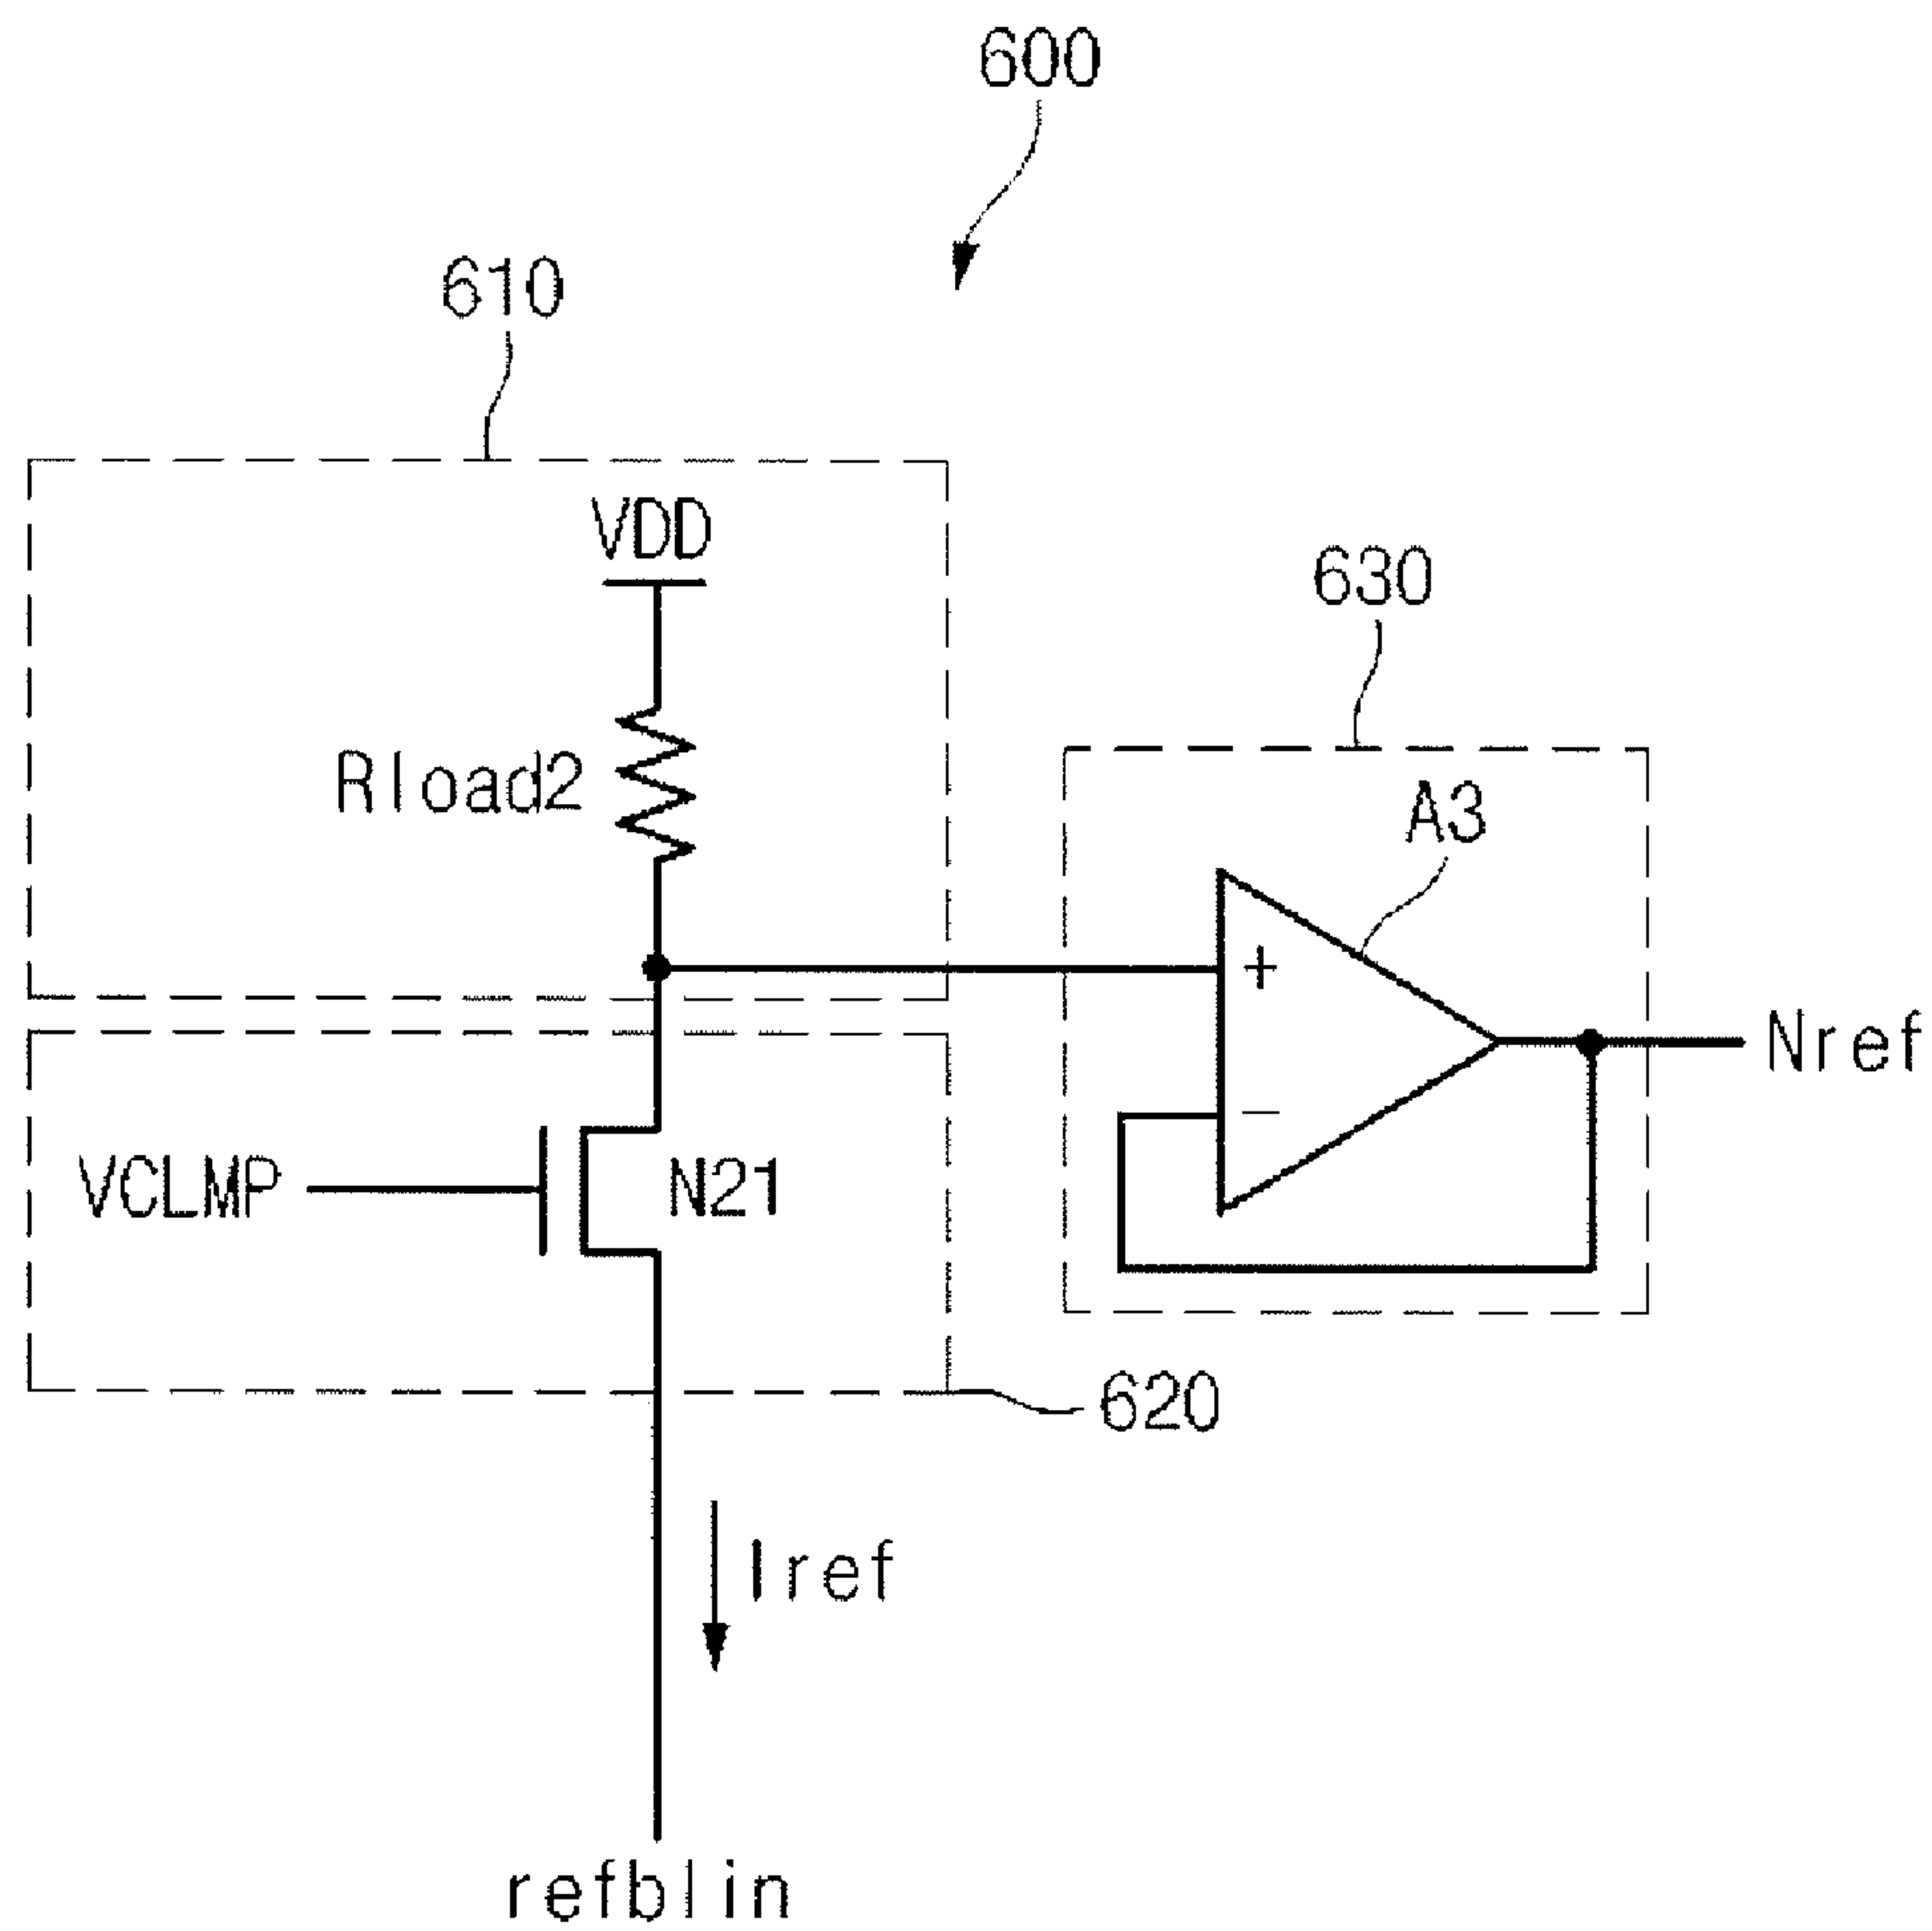 600
610
VDD
630
Rload2
A3
+
Nref
−
VCLMP
N21
620
Iref
refblin